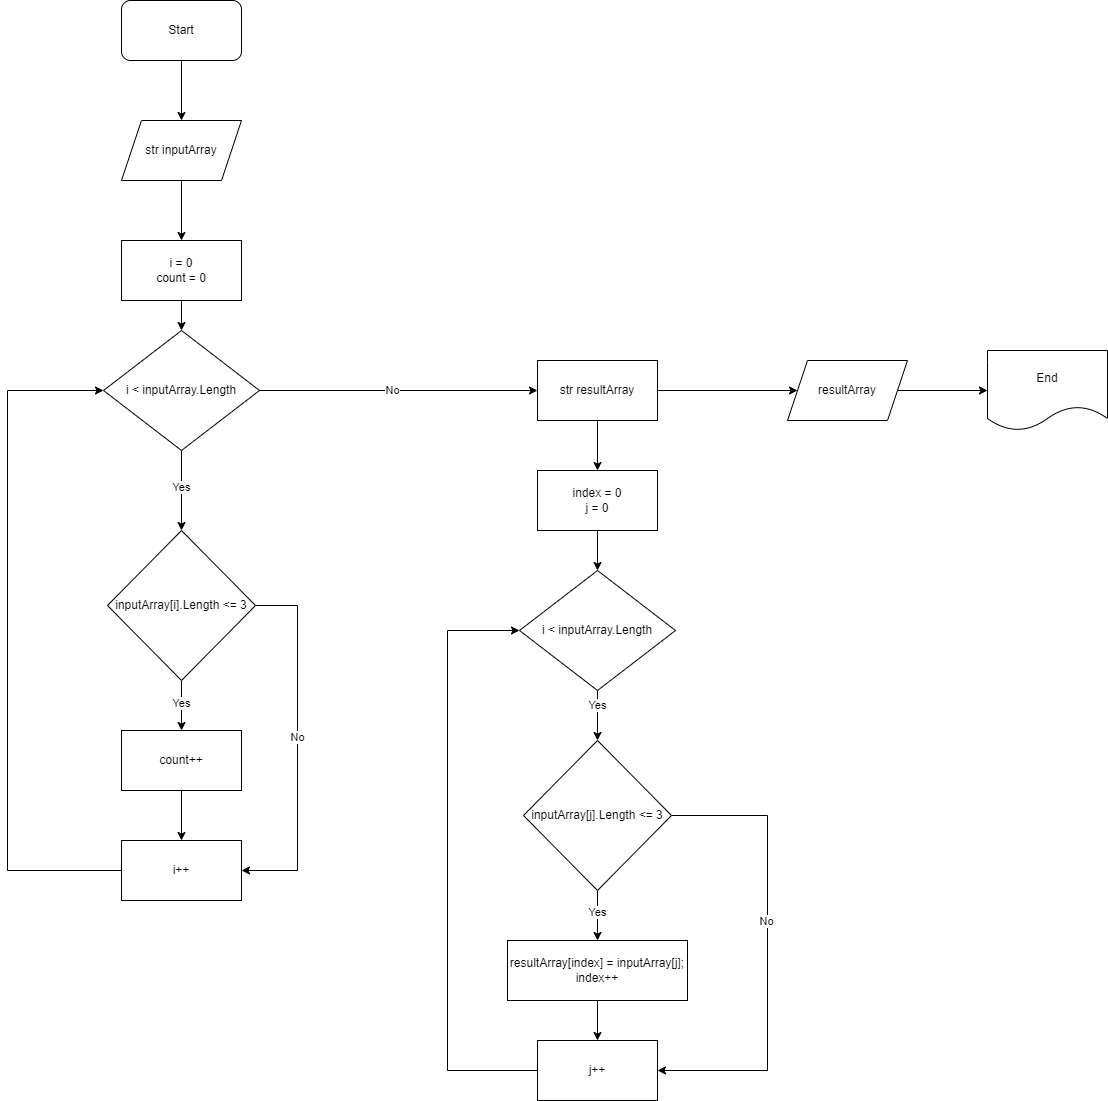 Start
str inputArray
i = 0
count = 0
i < inputArray.Length
No
str resultArray
resultArray
End
Yes
inputArray[i].Length <= 3
Yes
No
count++
i++
index = 0
j = 0
i < inputArray.Length
Yes
inputArray[j].Length <= 3
Yes
No
resultArray[index] = inputArray[j];
index++
j++